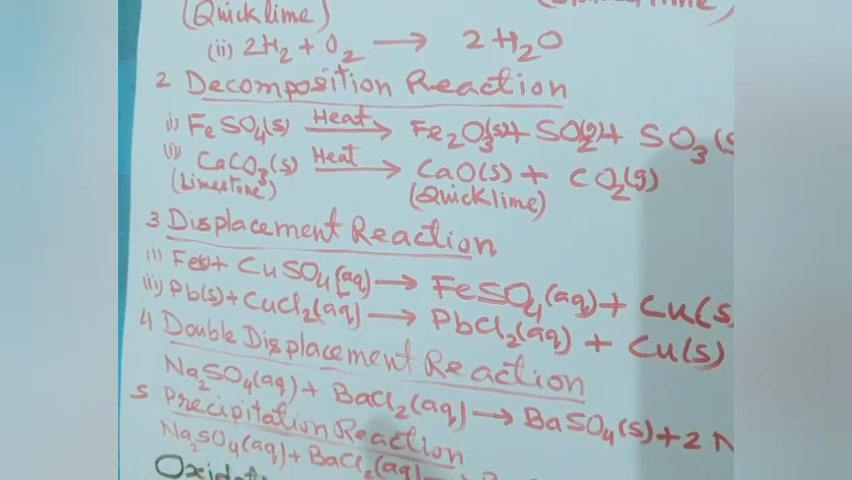 (Quicklime)
(ii) 2H₂ + O₂ → 2H₂O
2 Decomposition Reaction
i) FeSO₄(s) Heat→ Fe₂O₃(s) + SO₂(g) + SO₃(
(ii) CaCO₃(s) Heat→ CaO(s) + CO₂(g)
(Limestone) (Quicklime)
3 Displacement Reaction
(i) Fe(s) + CuSO₄(aq) → FeSO₄(aq) + Cu(s
(ii) Pb(s) + CuCl₂(aq) → PbCl₂(aq) + Cu(s)
4 Double Displacement Reaction
Na₂SO₄(aq) + BaCl₂(aq) → BaSO₄(s) + 2
5 Precipitation Reaction
Na₂SO₄(aq) + BaCl₂(aq)